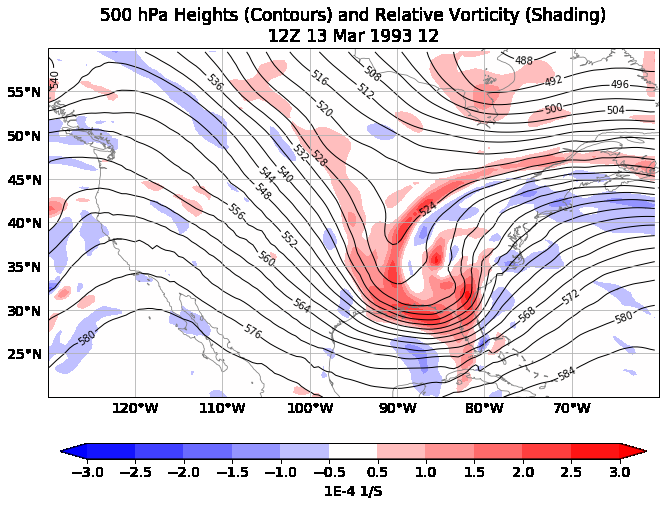 500 hPa Heights (Contours) and Relative Vorticity (Shading)
12Z 13 Mar 1993 12
488
508
540
536
516
492
496
55°N
512
500
504
520
50°N
532
528
544
540
45°N
548
524
556
40°N
552
560
35°N
572
564
30°N
568
580
576
580
25°N
584
120°W 110°W 100°W 90°W 80°W 70°W
−3.0 −2.5 −2.0 −1.5 −1.0 −0.5 0.5 1.0 1.5 2.0 2.5 3.0
1E-4 1/S